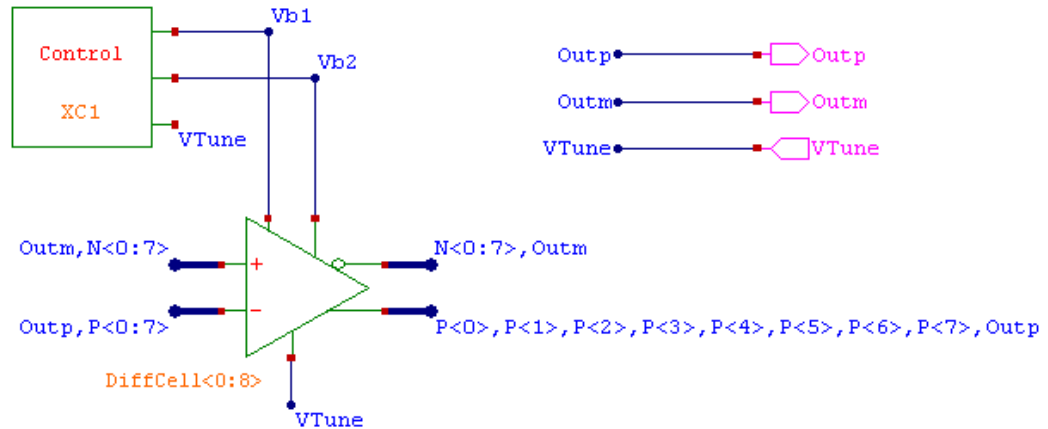 Vb1
Control
Vb2
XC1
VTune
Outp Outp
Outm Outm
VTune VTune
Outm,N<0:7> N<0:7>,Outm
+
-
Outp,P<0:7> P<0>,P<1>,P<2>,P<3>,P<4>,P<5>,P<6>,P<7>,Outp
DiffCell<0:8>
VTune